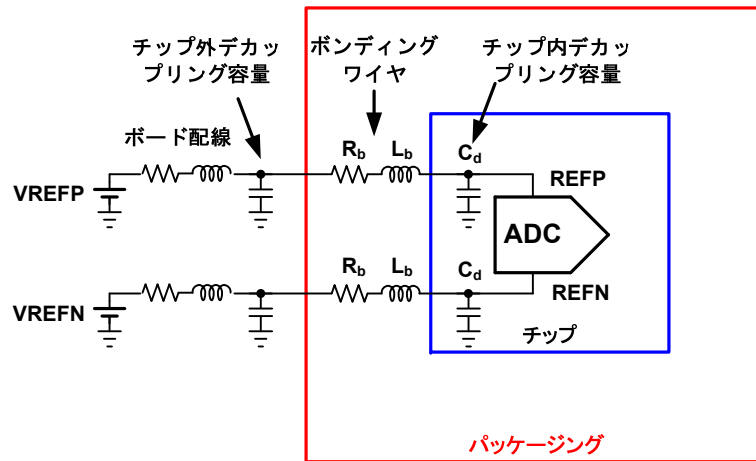 チップ外デカッ
プリング容量
ボンディング
ワイヤ
チップ内デカッ
プリング容量
ボード配線
Rb
Lb
Cd
VREFP
REFP
ADC
Rb
Lb
Cd
REFN
VREFN
チップ
パッケージング